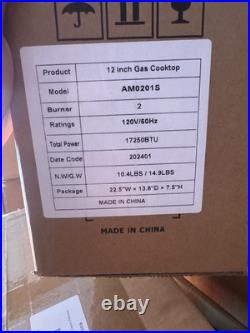 Product 12 inch Gas Cooktop
Model AM0201S
Burner 2
Ratings 120V/60Hz
Total Power 17250BTU
Date Code 202401
N.W/G.W 10.4LBS / 14.9LBS
Package 22.5"W × 13.8"D × 7.5"H
MADE IN CHINA
MADE IN CHINA